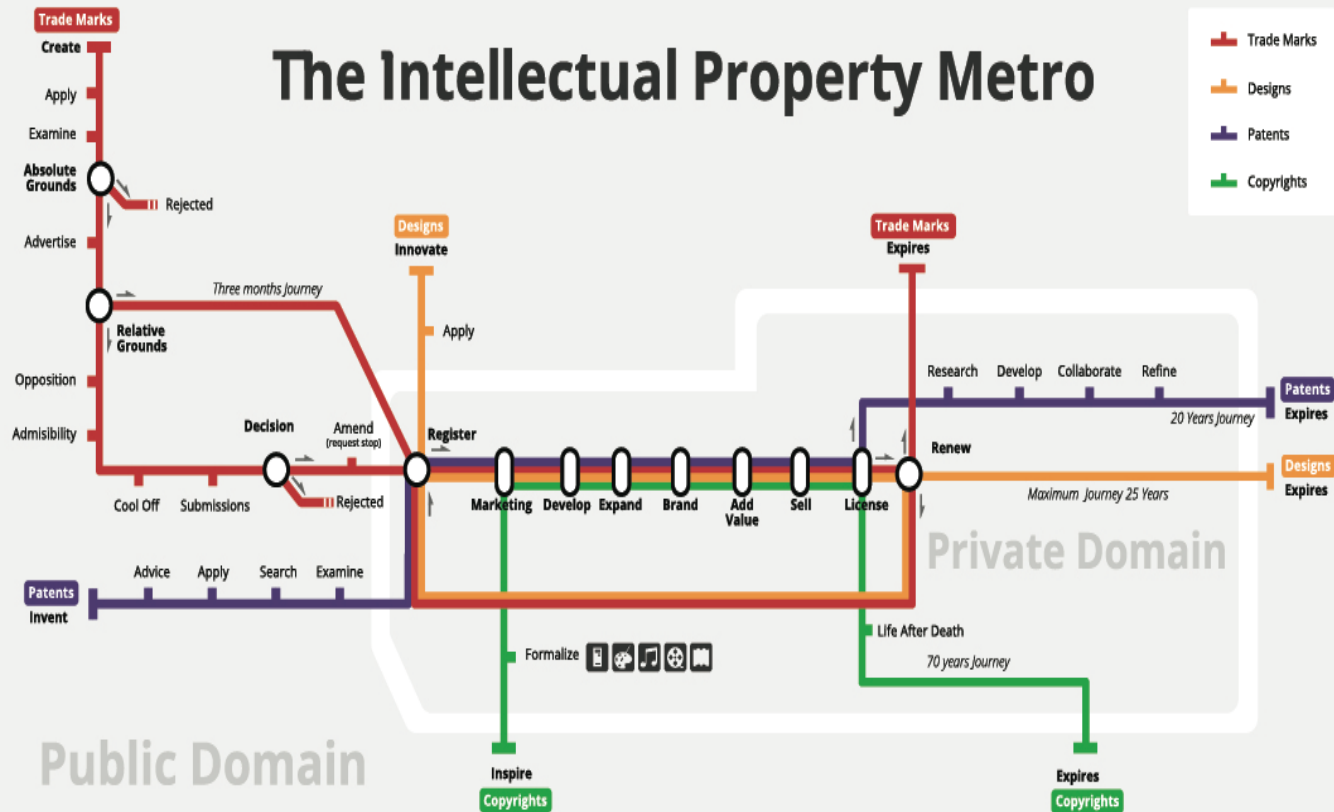 Trade Marks
Create
Apply
Examine
Absolute
Grounds
Rejected
Advertise
Three months Journey
Relative
Grounds
Opposition
Admisibility
Cool Off
Submissions
Decision
Amend
(request stop)
Rejected
The Intellectual Property Metro
Trade Marks
Designs
Patents
Copyrights
Designs
Innovate
Apply
Register
Marketing
Develop
Expand
Brand
Add
Value
Sell
License
Renew
Trade Marks
Expires
Research
Develop
Collaborate
Refine
20 Years Journey
Patents
Expires
Designs
Expires
Maximum Journey 25 Years
Private Domain
Patents
Invent
Advice
Apply
Search
Examine
Formalize
Life After Death
70 years Journey
Public Domain
Inspire
Copyrights
Expires
Copyrights